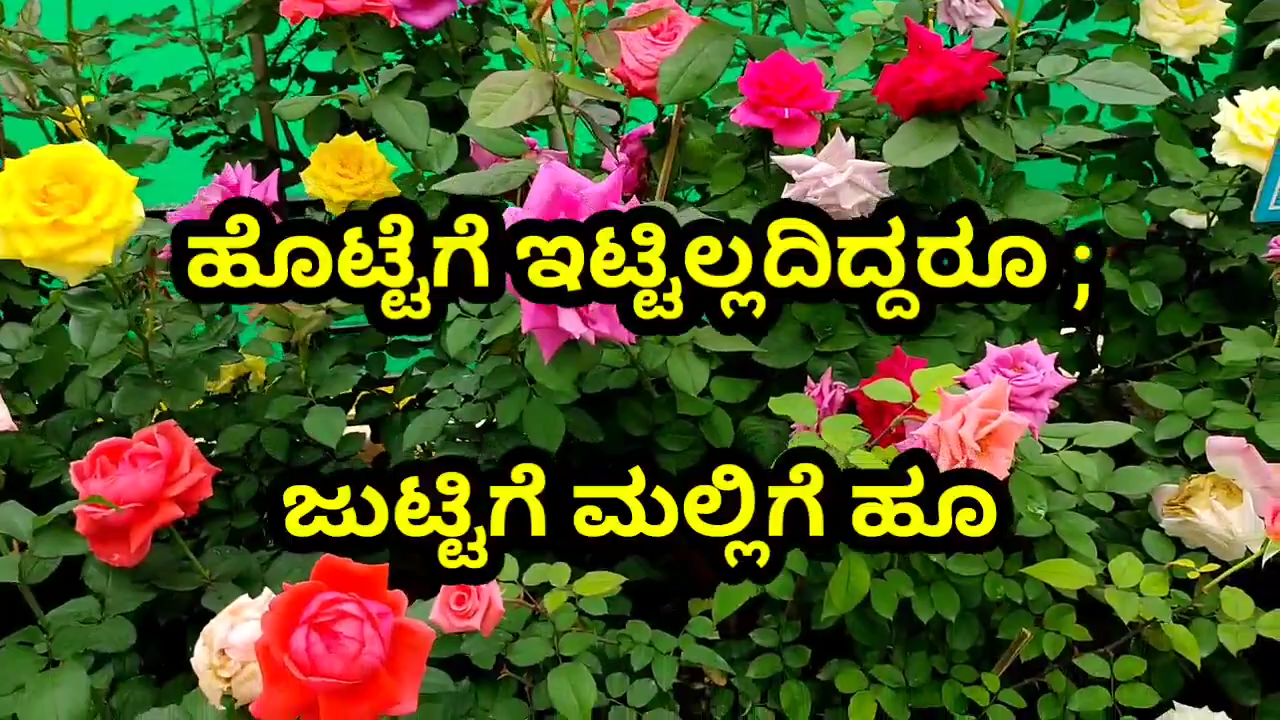 ಹೊಟ್ಟೆಗೆ ಇಟ್ಟಿಲ್ಲದಿದ್ದರೂ ;
ಜುಟ್ಟಿಗೆ ಮಲ್ಲಿಗೆ ಹೂ